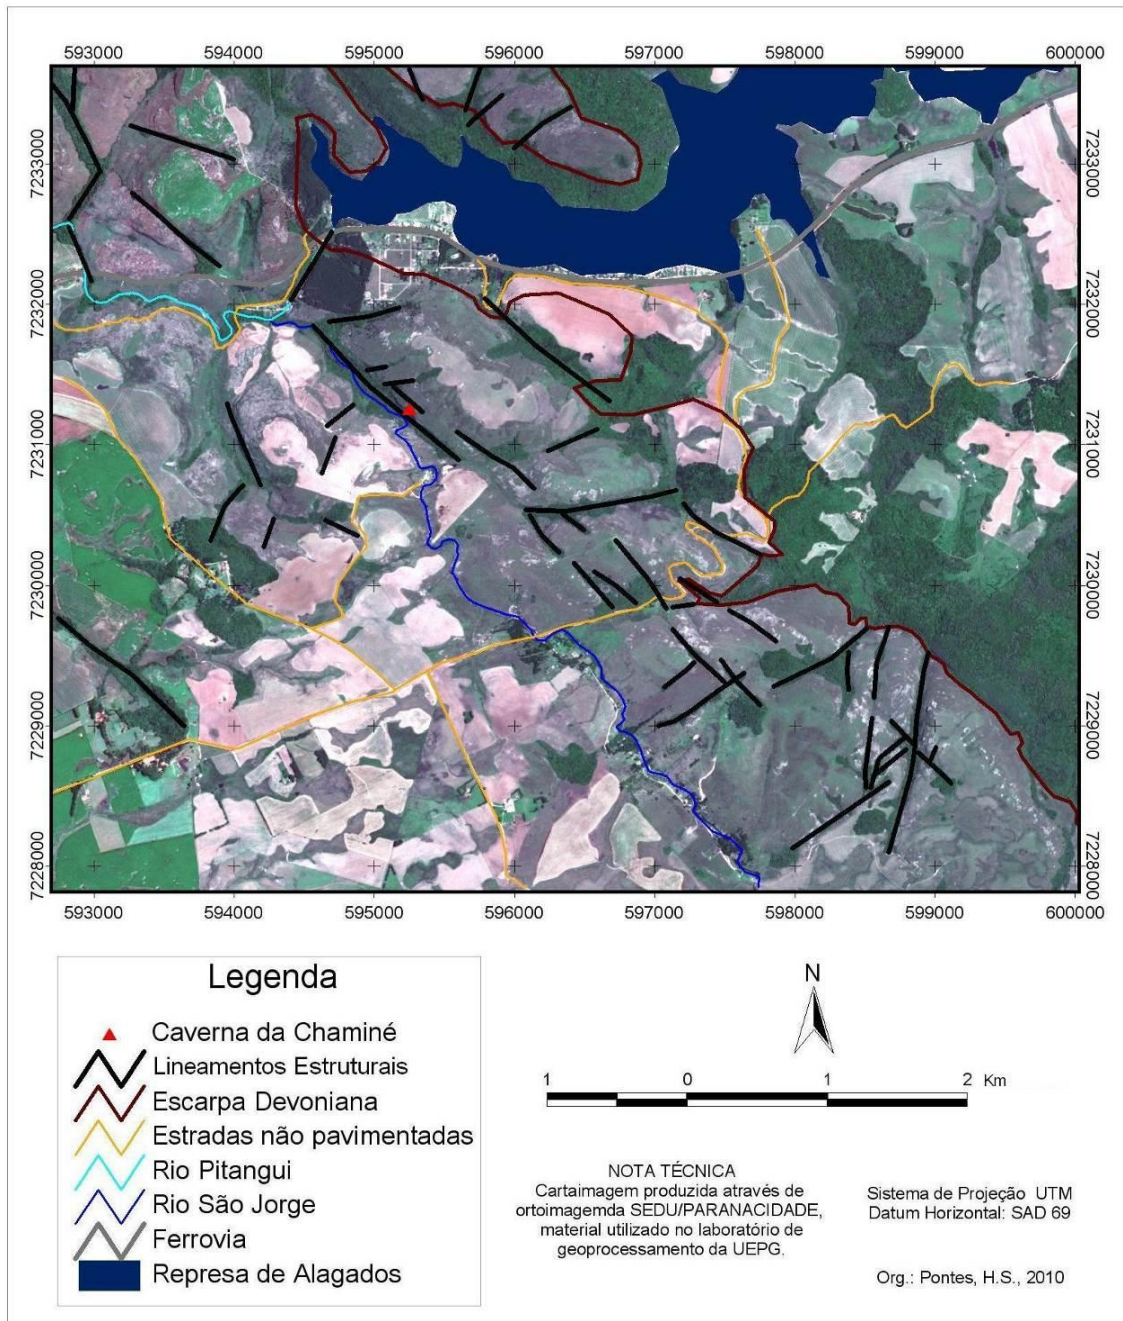 593000 594000 595000 596000 597000 598000 599000 600000
7233000
7233000
7232000
7232000
7231000
7231000
7230000
7230000
7229000
7229000
7228000
7228000
593000 594000 595000 596000 597000 598000 599000 600000
Legenda
Caverna da Chaminé
Lineamentos Estruturais
Escarpa Devoniana
Estradas não pavimentadas
Rio Pitangui
Rio São Jorge
Ferrovia
Represa de Alagados
N
1 0 1 2 Km
NOTA TÉCNICA
Cartaimagem produzida através de
ortoimagemda SEDU/PARANACIDADE,
material utilizado no laboratório de
geoprocessamento da UEPG.
Sistema de Projeção UTM
Datum Horizontal: SAD 69
Org.: Pontes, H.S., 2010